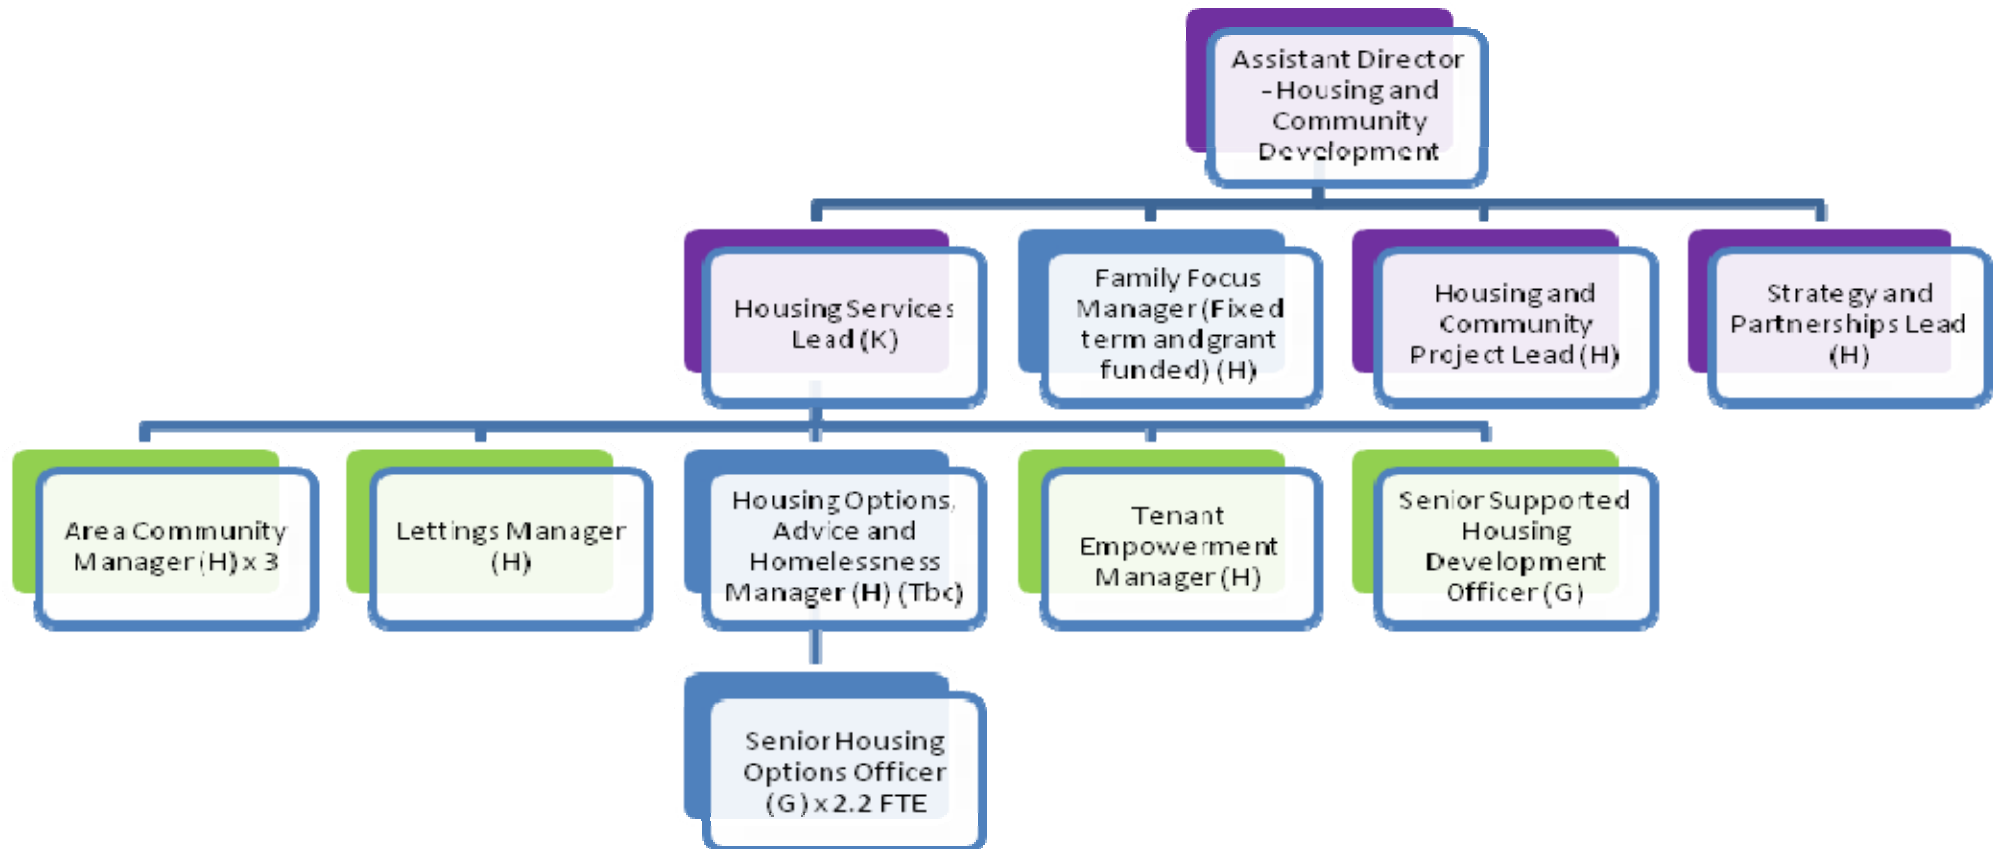 Assistant Director
- Housing and
Community
Development
Housing Services
Lead (K)
Family Focus
Manager (Fixed
term and grant
funded) (H)
Housing and
Community
Project Lead (H)
Strategy and
Partnerships Lead
(H)
Area Community
Manager (H) x 3
Lettings Manager
(H)
Housing Options,
Advice and
Homelessness
Manager (H) (Tbc)
Tenant
Empowerment
Manager (H)
Senior Supported
Housing
Development
Officer (G)
Senior Housing
Options Officer
(G) x 2.2 FTE